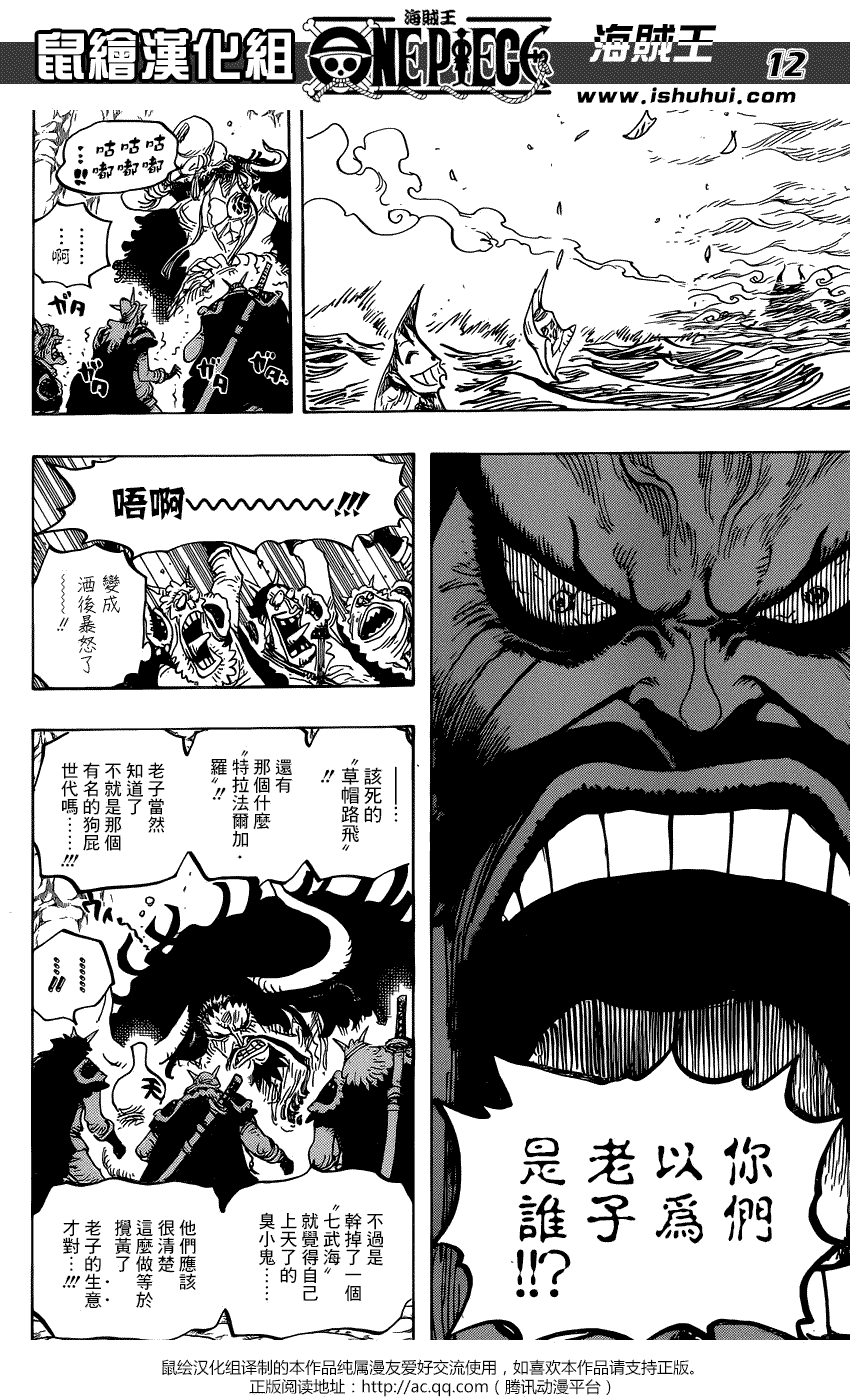 鼠繪漢化組
海賊王
ONE PIECE
海賊王
12
www.ishuhui.com
咕咕咕
嘟嘟嘟
……!!
……
啊
ガタ
ガタ
ガタ
ガタ
唔啊~~~!!!
變成
酒後暴怒了
~~~!!
你們
以為
老子
是誰!!?
——…
該死的
“草帽路飛”
!!
還有
那個什麼
“特拉法爾加·
羅”!!
老子當然
知道了
不就是那個
有名的狗屁
世代嗎……!!!
ウィ…
……!!
天
不過是
幹掉了一個
“七武海”
就覺得自己
上天了的
臭小鬼……
他們應該
很清楚
這麼做等於
攪黃了
老子的生意
才對…!!!
鼠绘汉化组译制的本作品纯属漫友爱好交流使用，如喜欢本作品请支持正版。
正版阅读地址：http://ac.qq.com（腾讯动漫平台）